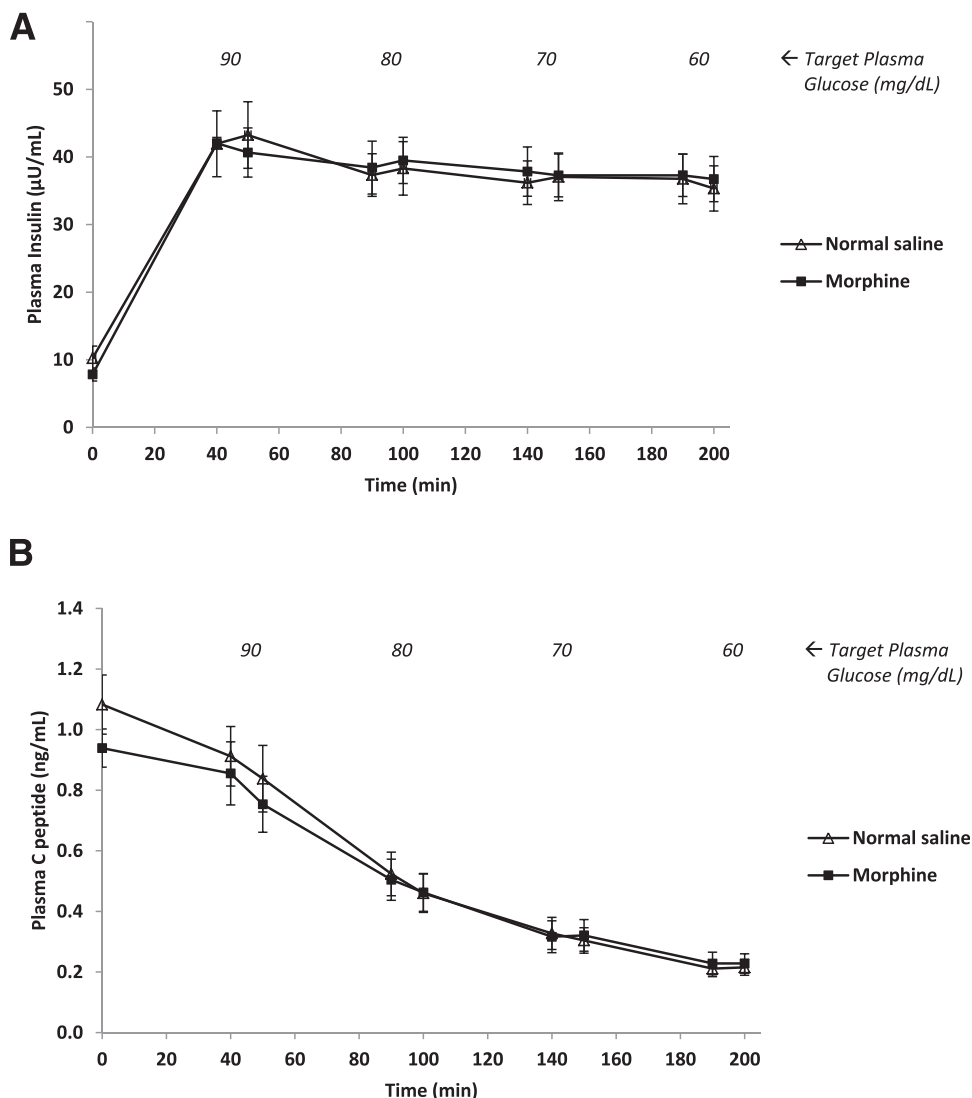 A
90 80 70 60 ← Target Plasma
Glucose (mg/dL)
50
40
30
20
10
0
Plasma Insulin (µU/mL)
0 20 40 60 80 100 120 140 160 180 200
Time (min)
Normal saline
Morphine
B
1.4
1.2
1.0
0.8
0.6
0.4
0.2
0.0
90 80 70 60 ← Target Plasma
Glucose (mg/dL)
Plasma C peptide (ng/mL)
0 20 40 60 80 100 120 140 160 180 200
Time (min)
Normal saline
Morphine